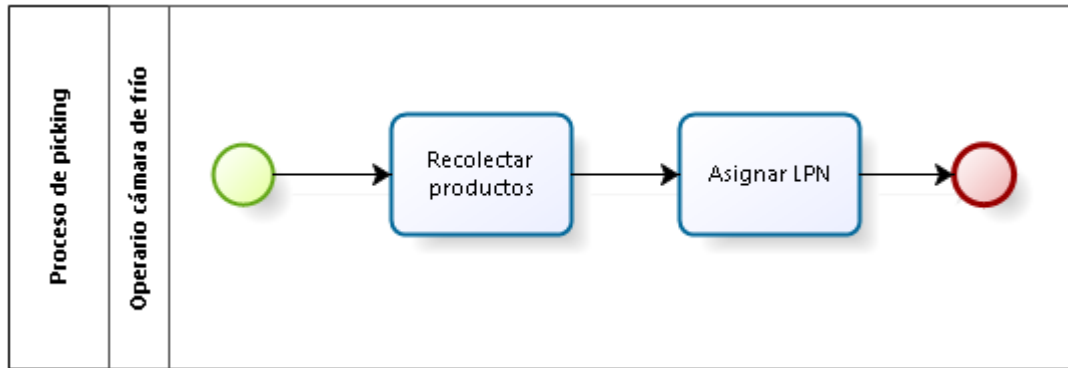 Proceso de picking
Operario cámara de frío
Recolectar
productos
Asignar LPN